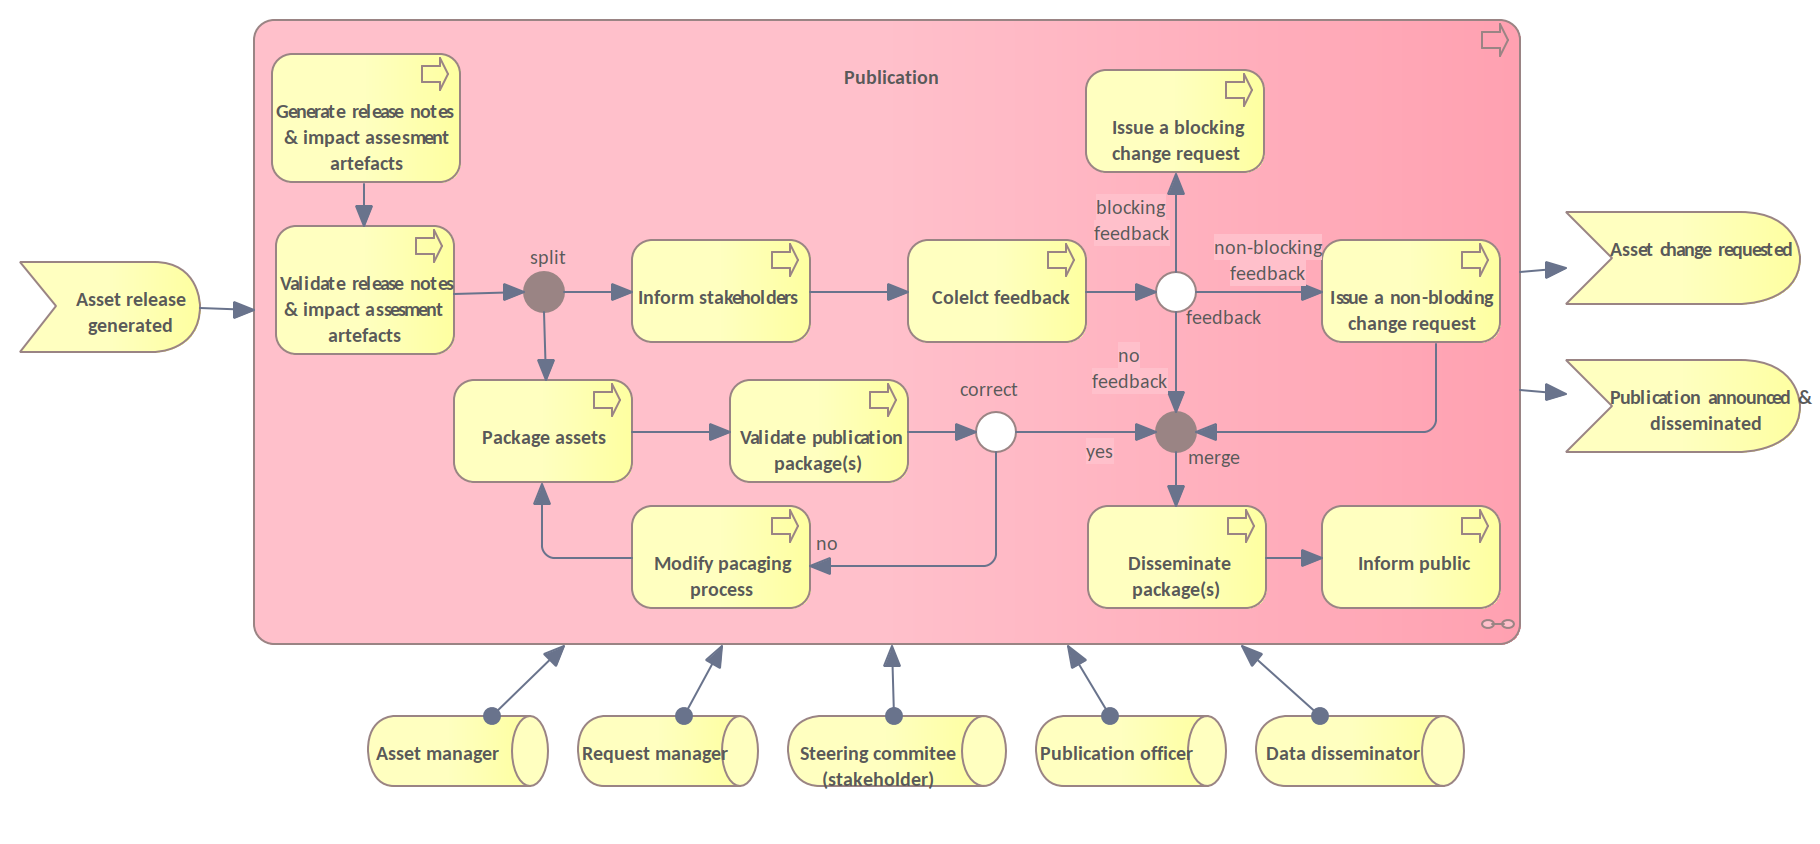 Publication
Generate release notes
& impact assesment
artefacts
Issue a blocking
change request
blocking
feedback
non-blocking
feedback
Asset change requested
Validate release notes
& impact assesment
artefacts
split
Inform stakeholders
Colelct feedback
Issue a non-blocking
change request
feedback
Asset release
generated
no
feedback
correct
Publication announced &
disseminated
Package assets
Validate publication
package(s)
yes
merge
no
Modify pacaging
process
Disseminate
package(s)
Inform public
Asset manager
Request manager
Steering commitee
(stakeholder)
Publication officer
Data disseminator